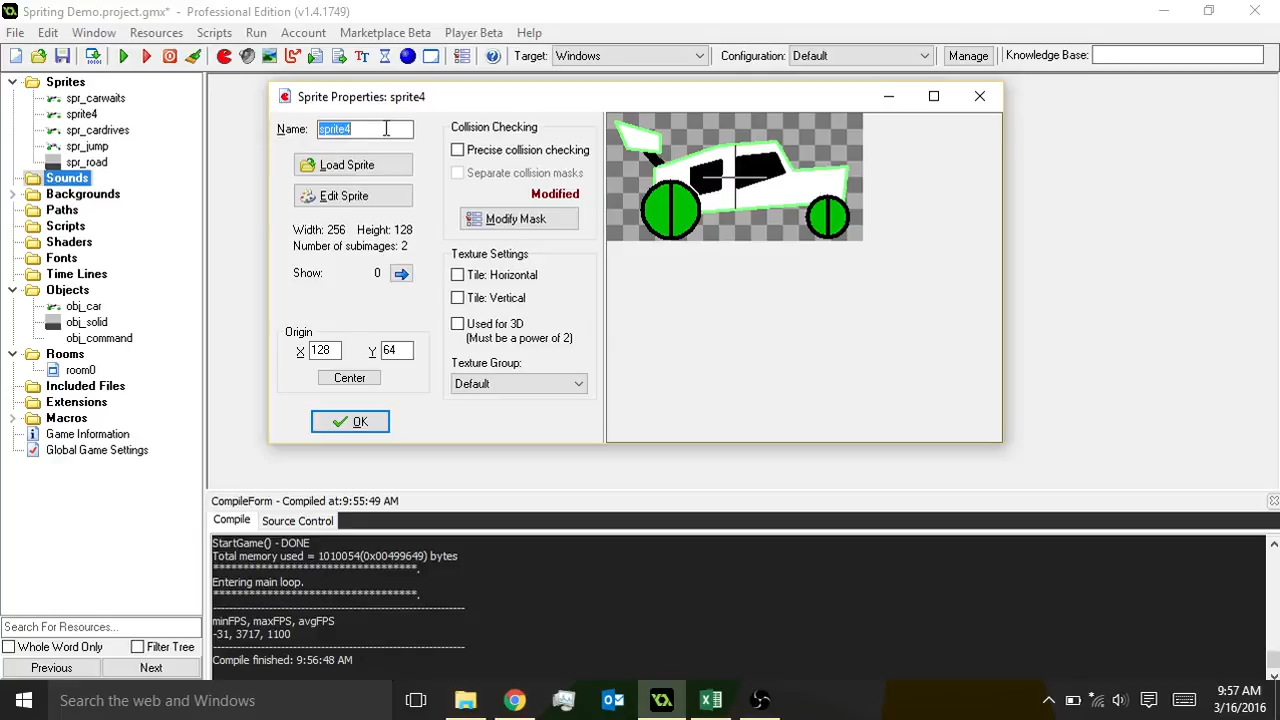 Spriting Demo.project.gmx* - Professional Edition (v1.4.1749)
File Edit Window Resources Scripts Run Account Marketplace Beta Player Beta Help
Target: Windows Configuration: Default Manage Knowledge Base:
Sprites
spr_carwaits
sprite4
spr_cardrives
spr_jump
spr_road
Sounds
Backgrounds
Paths
Scripts
Shaders
Fonts
Time Lines
Objects
obj_car
obj_solid
obj_command
Rooms
room0
Included Files
Extensions
Macros
Game Information
Global Game Settings
Search For Resources...
Whole Word Only Filter Tree
Previous Next
Sprite Properties: sprite4
Name: sprite4
Load Sprite
Edit Sprite
Width: 256 Height: 128
Number of subimages: 2
Show: 0
Origin
X 128 Y 64
Center
OK
Collision Checking
Precise collision checking
Separate collision masks
Modified
Modify Mask
Texture Settings
Tile: Horizontal
Tile: Vertical
Used for 3D
(Must be a power of 2)
Texture Group:
Default
CompileForm - Compiled at:9:55:49 AM
Compile Source Control
StartGame() - DONE
Total memory used = 1010054(0x00499649) bytes
Entering main loop.
minFPS, maxFPS, avgFPS
-31, 3717, 1100
Compile finished: 9:56:48 AM
Search the web and Windows
9:57 AM
3/16/2016